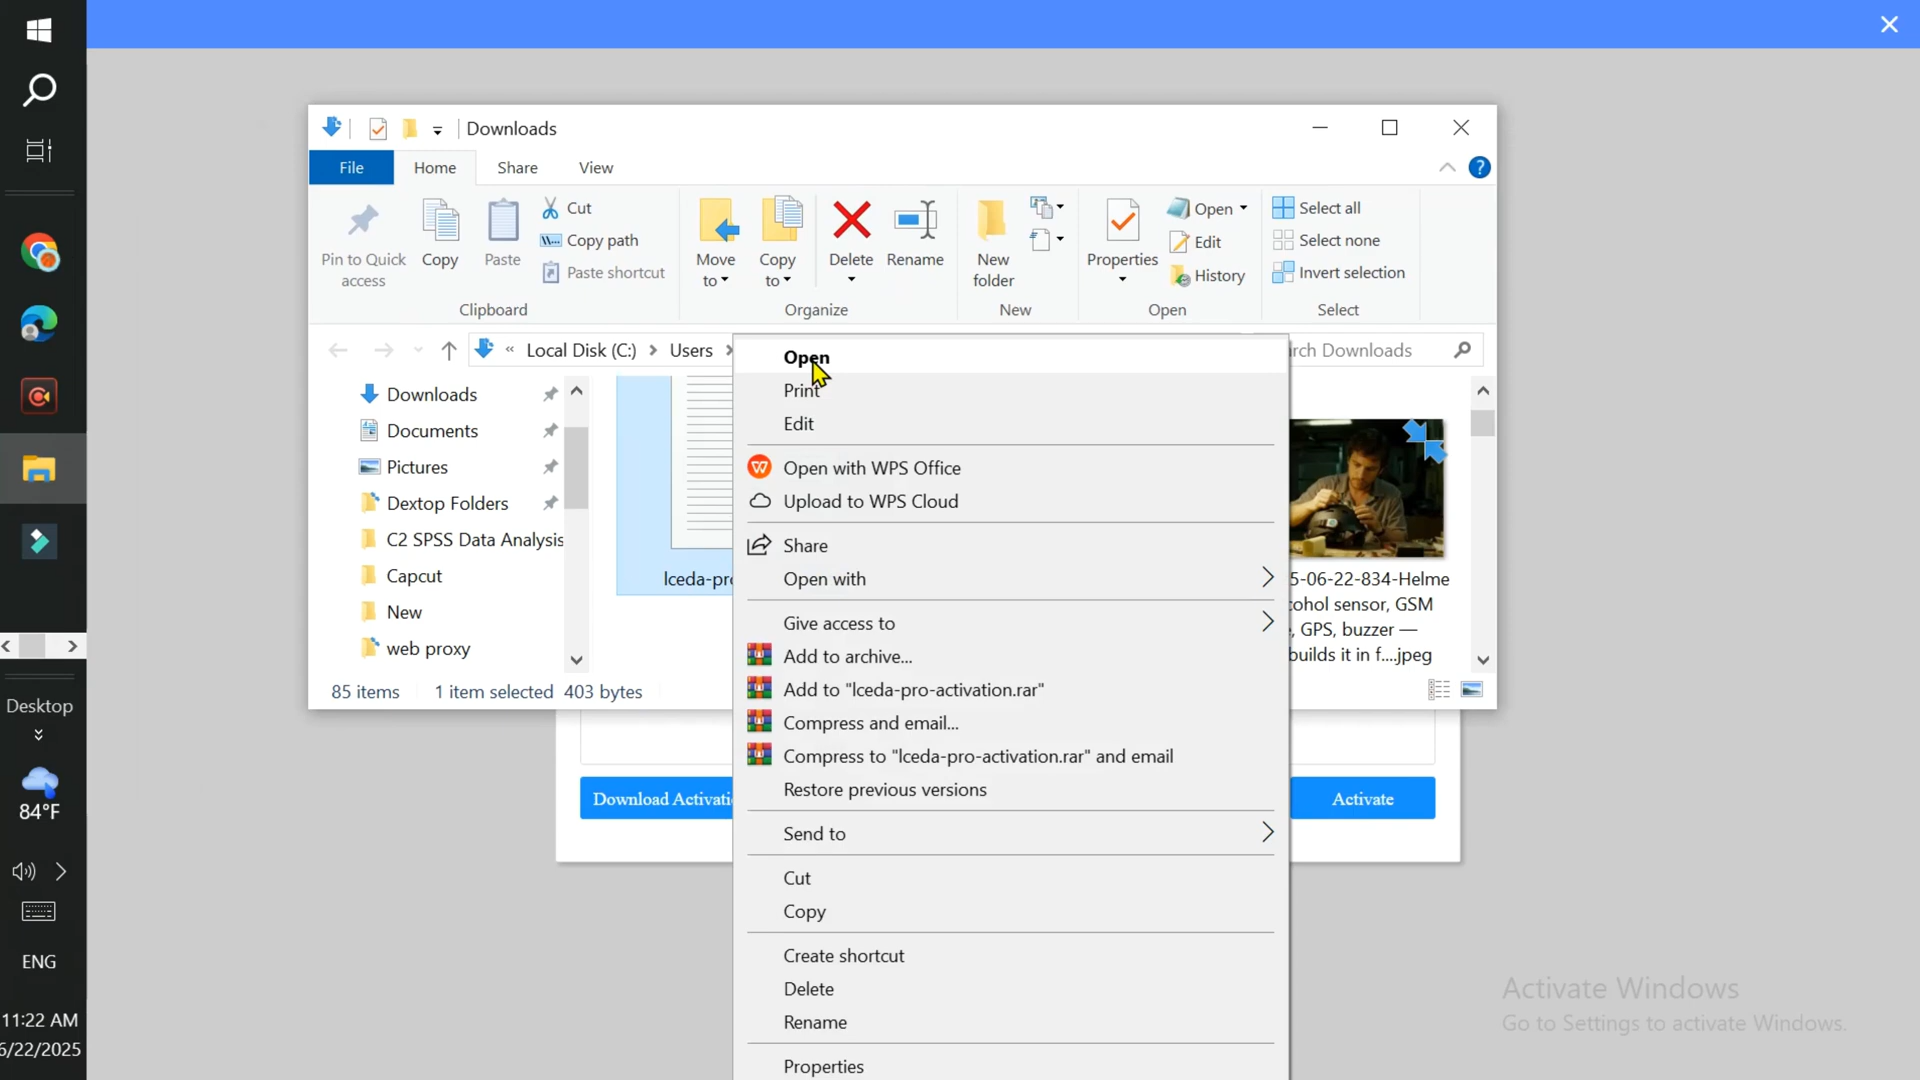 Downloads
File Home Share View
Pin to Quick access
Copy
Paste
Cut
Copy path
Paste shortcut
Clipboard
Move to
Copy to
Delete
Rename
Organize
New folder
New
Properties
Open
Edit
History
Open
Select all
Select none
Invert selection
Select
« Local Disk (C:) > Users >
rch Downloads
Downloads
Documents
Pictures
Dextop Folders
C2 SPSS Data Analysis
Capcut
New
web proxy
lceda-pr
5-06-22-834-Helme
ohol sensor, GSM
, GPS, buzzer —
builds it in f....jpeg
85 items 1 item selected 403 bytes
Open
Print
Edit
Open with WPS Office
Upload to WPS Cloud
Share
Open with
Give access to
Add to archive...
Add to "lceda-pro-activation.rar"
Compress and email...
Compress to "lceda-pro-activation.rar" and email
Restore previous versions
Send to
Cut
Copy
Create shortcut
Delete
Rename
Properties
Download Activati
Activate
Desktop
84°F
ENG
11:22 AM
6/22/2025
Activate Windows
Go to Settings to activate Windows.